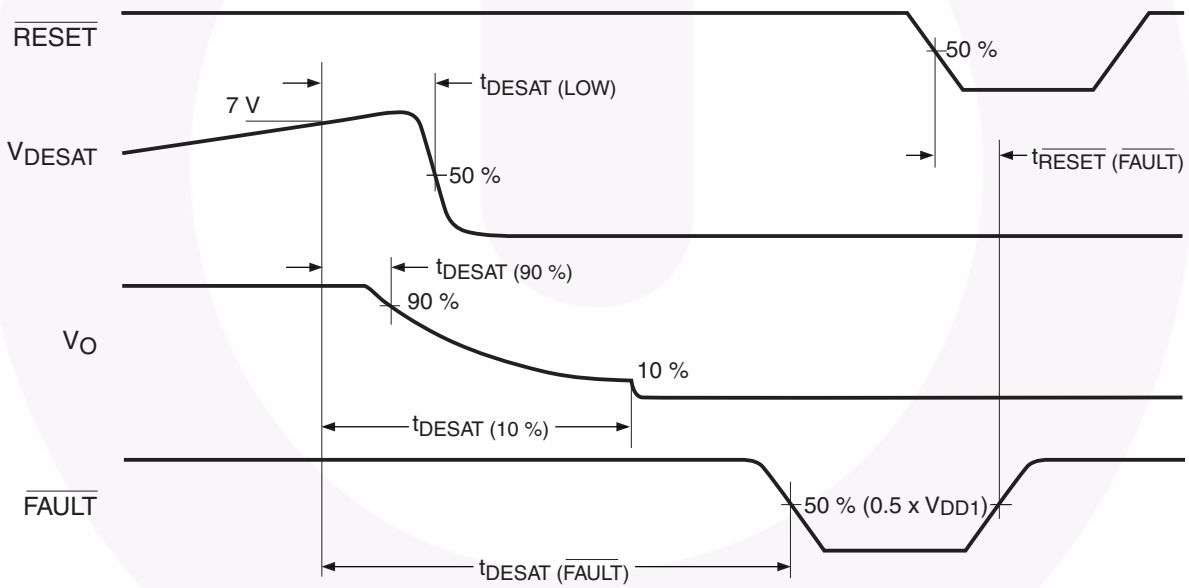 RESET
50 %
tDESAT (LOW)
7 V
VDESAT
50 %
tRESET (FAULT)
tDESAT (90 %)
90 %
VO
10 %
tDESAT (10 %)
FAULT
50 % (0.5 x VDD1)
tDESAT (FAULT)